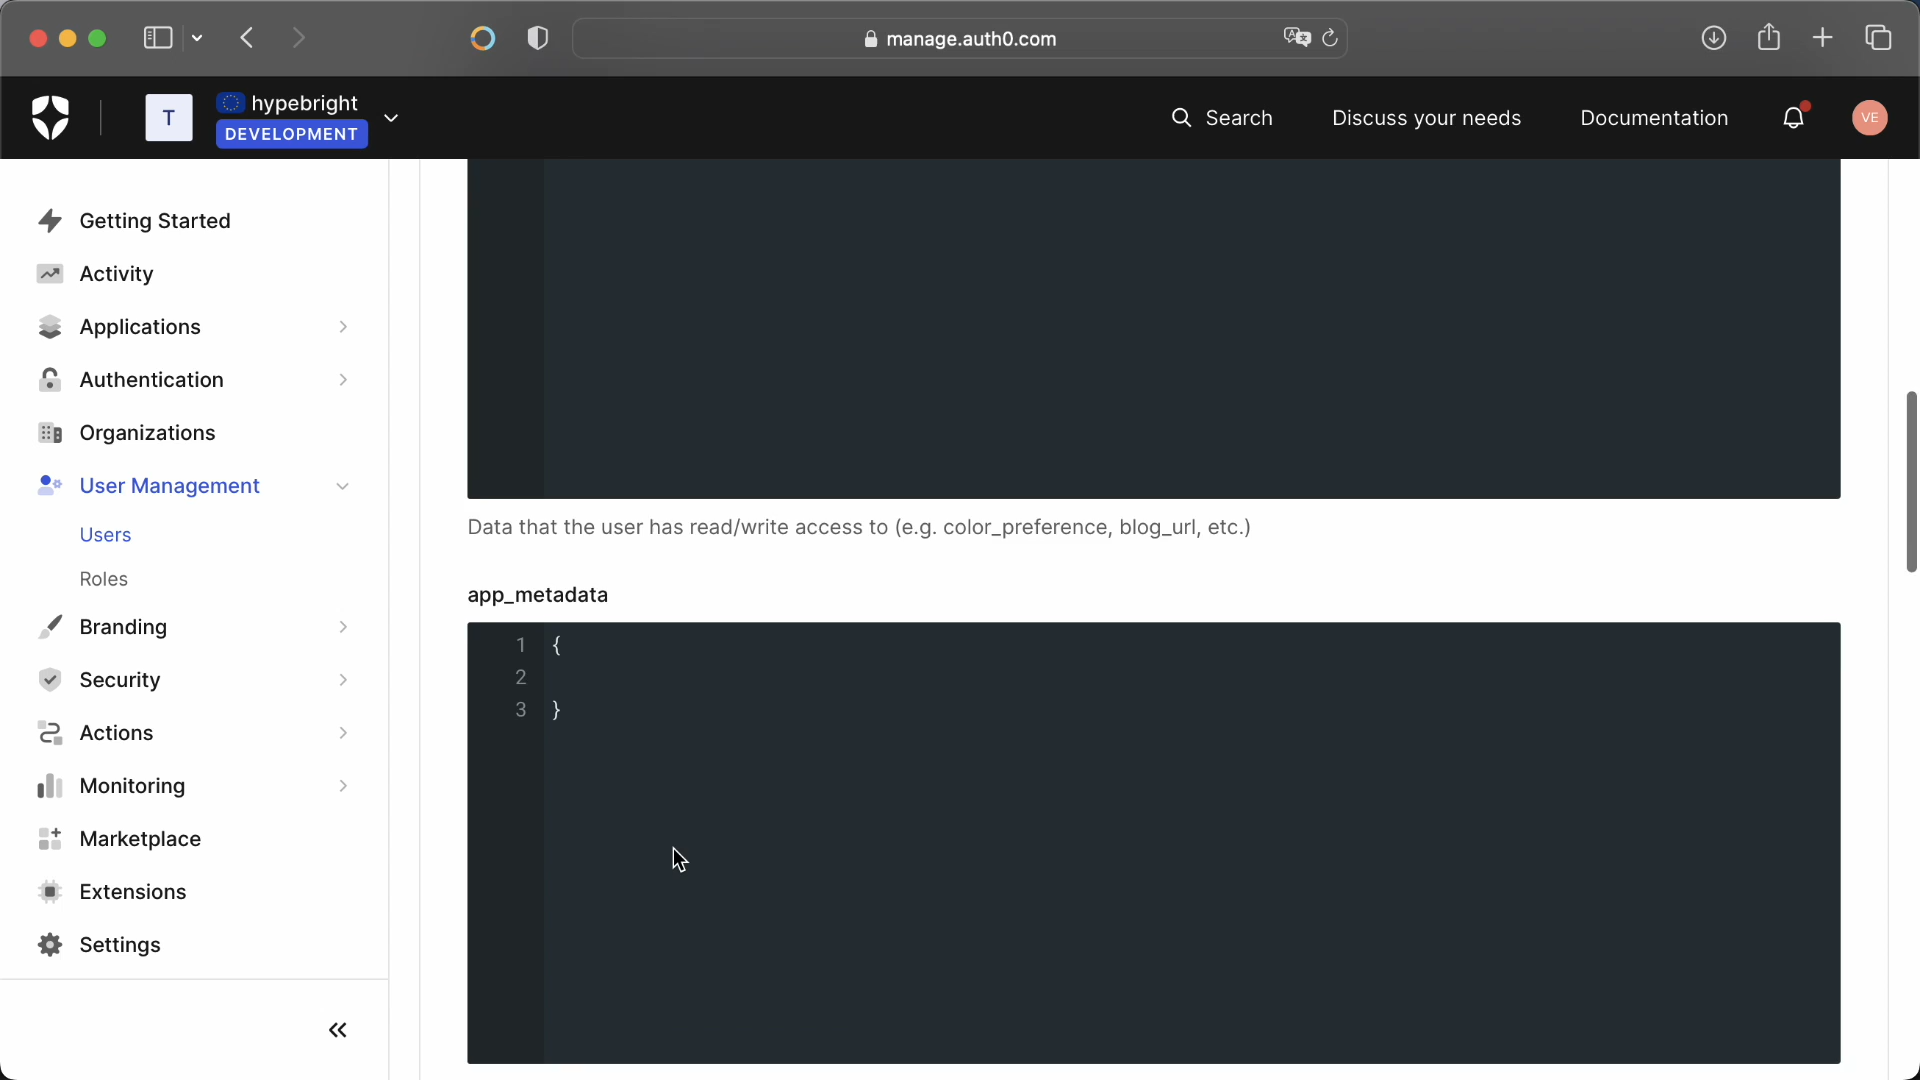 manage.auth0.com
T
hypebright
DEVELOPMENT
Search
Discuss your needs
Documentation
VE
Getting Started
Activity
Applications
Authentication
Organizations
User Management
Users
Roles
Branding
Security
Actions
Monitoring
Marketplace
Extensions
Settings
Data that the user has read/write access to (e.g. color_preference, blog_url, etc.)
app_metadata
1 {
2
3 }